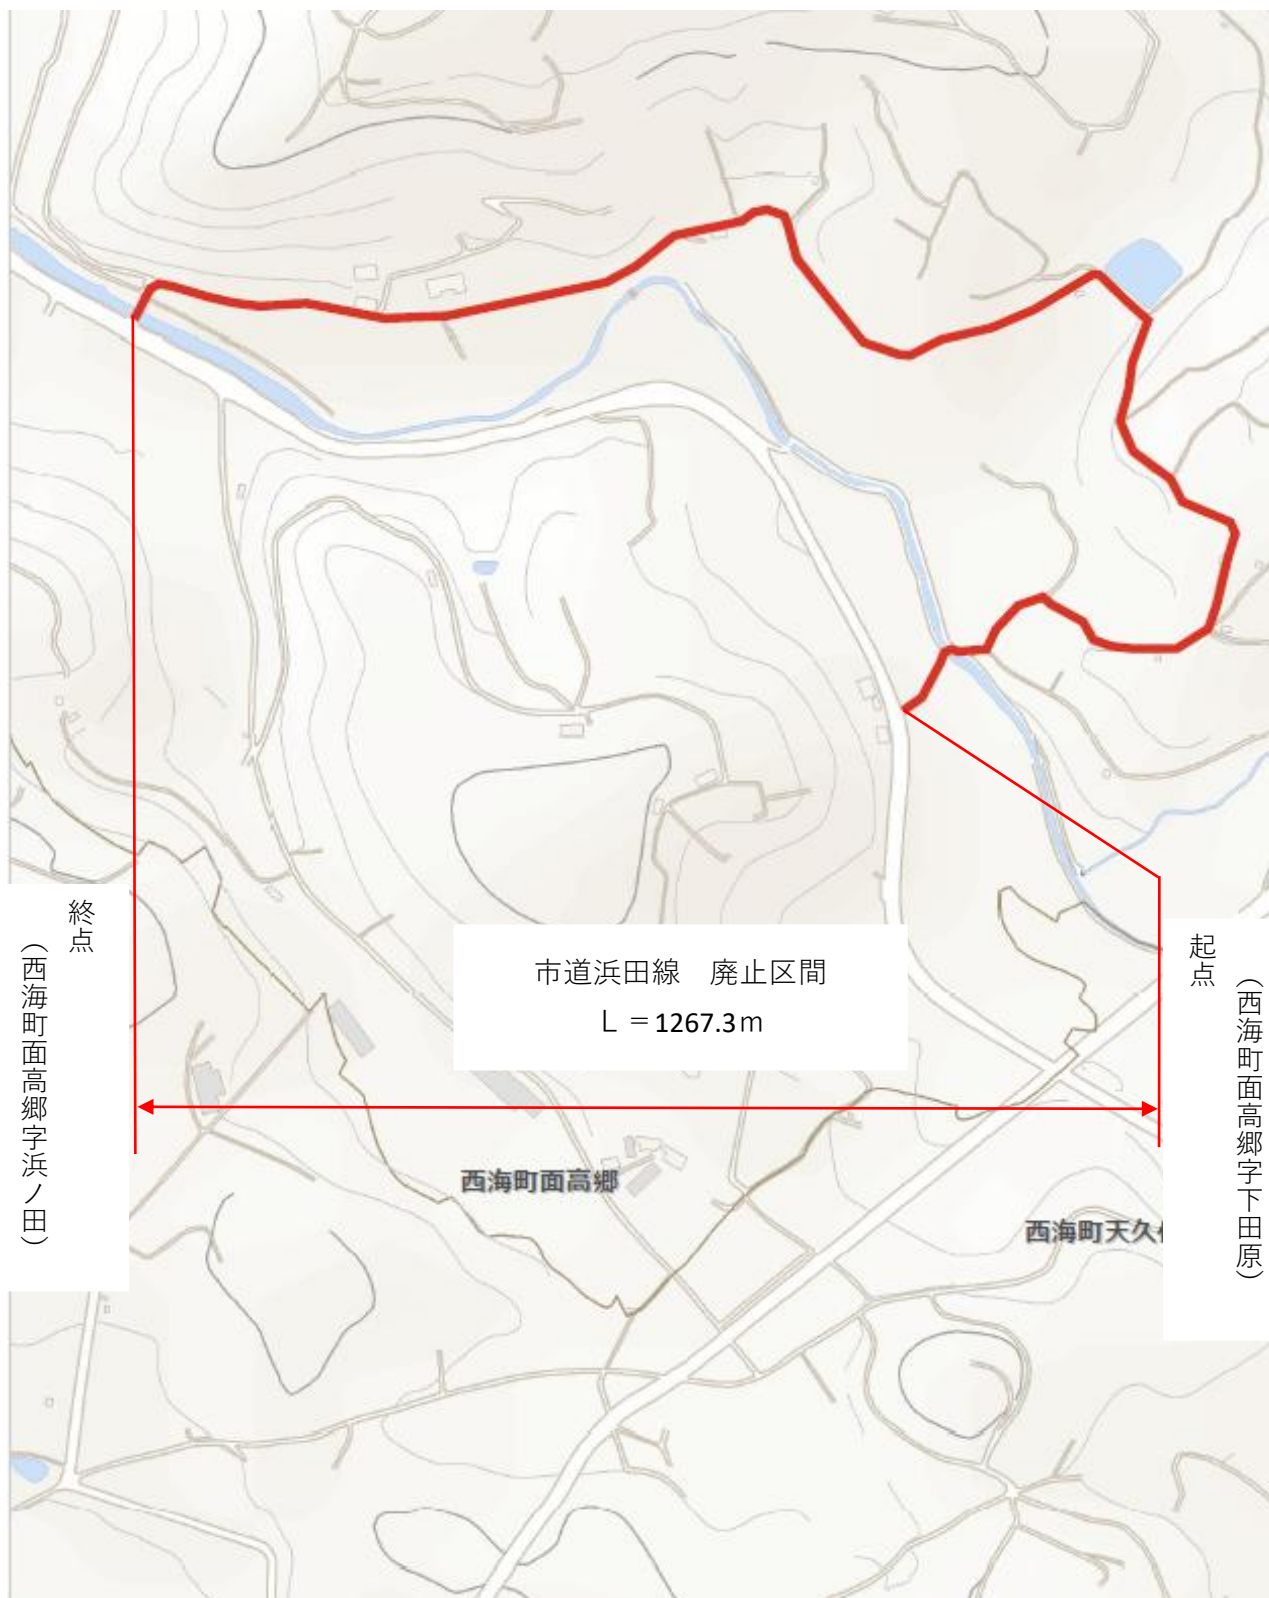 終点
（西海町面高郷字浜ノ田）
市道浜田線　廃止区間
Ｌ＝1267.3ｍ
起点
（西海町面高郷字下田原）
西海町面高郷
西海町天久